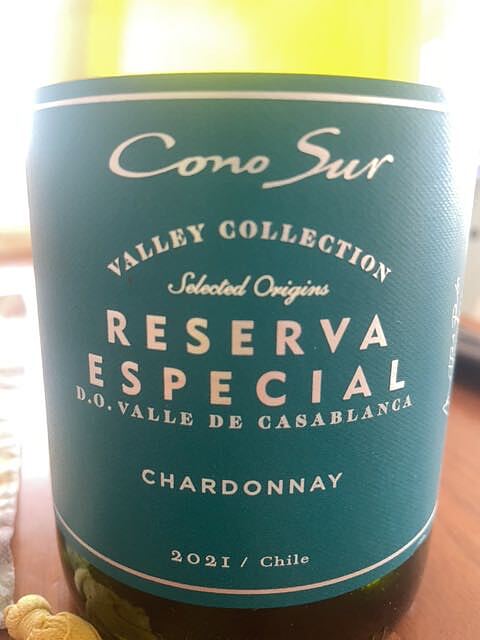 Cono Sur
VALLEY COLLECTION
Selected Origins
RESERVA
ESPECIAL
D.O. VALLE DE CASABLANCA
CHARDONNAY
2021 / Chile